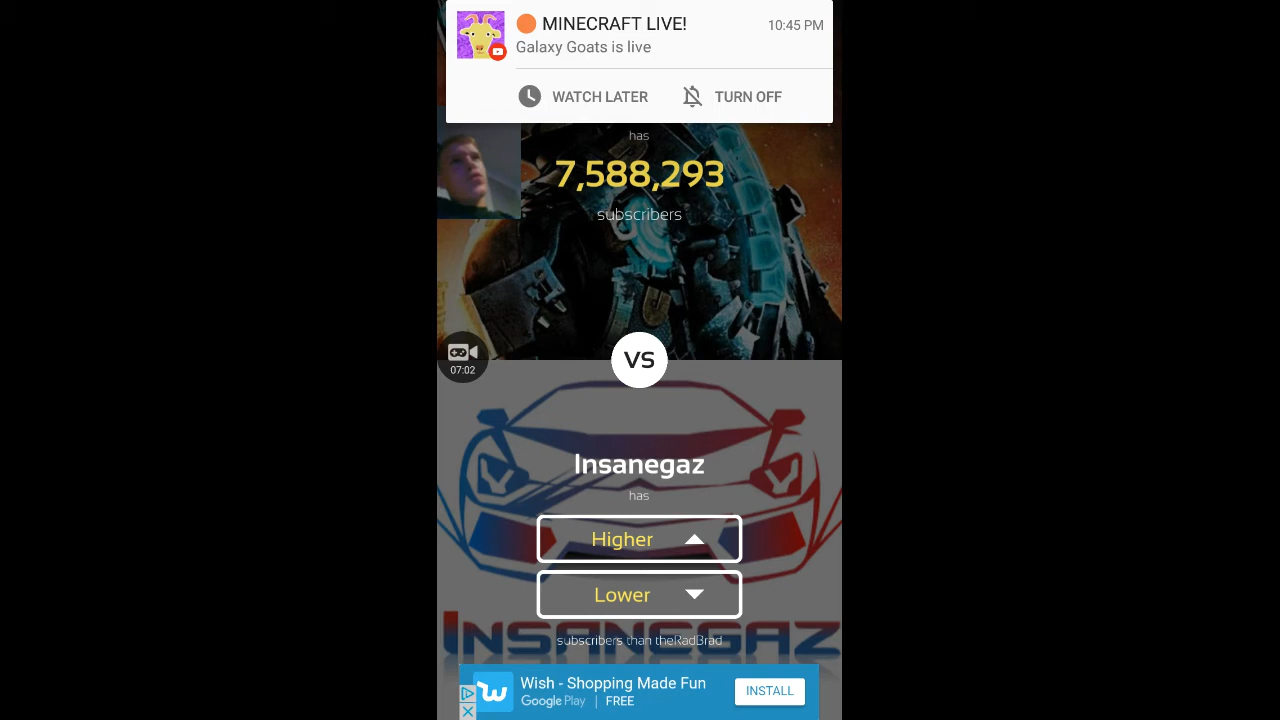 MINECRAFT LIVE!
10:45 PM
Galaxy Goats is live
WATCH LATER
TURN OFF
has
7,588,293
subscribers
07:02
VS
Insanegaz
has
Higher
Lower
INSANEGAZ
subscribers than theRadBrad
Wish - Shopping Made Fun
Google Play | FREE
INSTALL